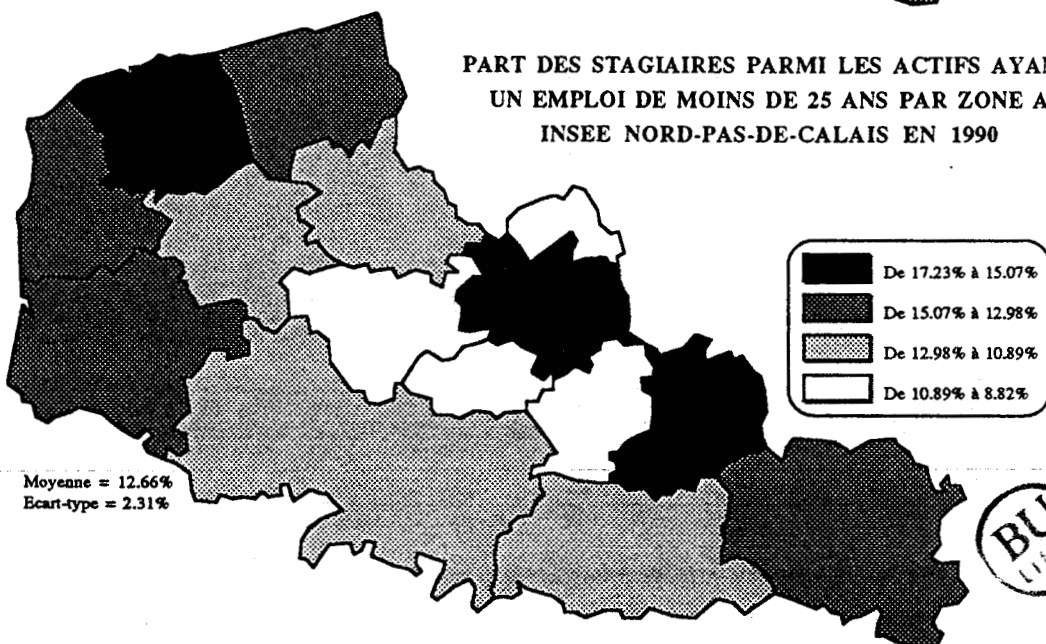 PART DES STAGIAIRES PARMI LES ACTIFS
UN EMPLOI DE MOINS DE 25 ANS PAR ZONE
INSEE NORD-PAS-DE-CALAIS EN 1990
De 17.23% à 15.07%
De 15.07% à 12.98%
De 12.98% à 10.89%
De 10.89% à 8.82%
Moyenne = 12.66%
Ecart-type = 2.31%
BU